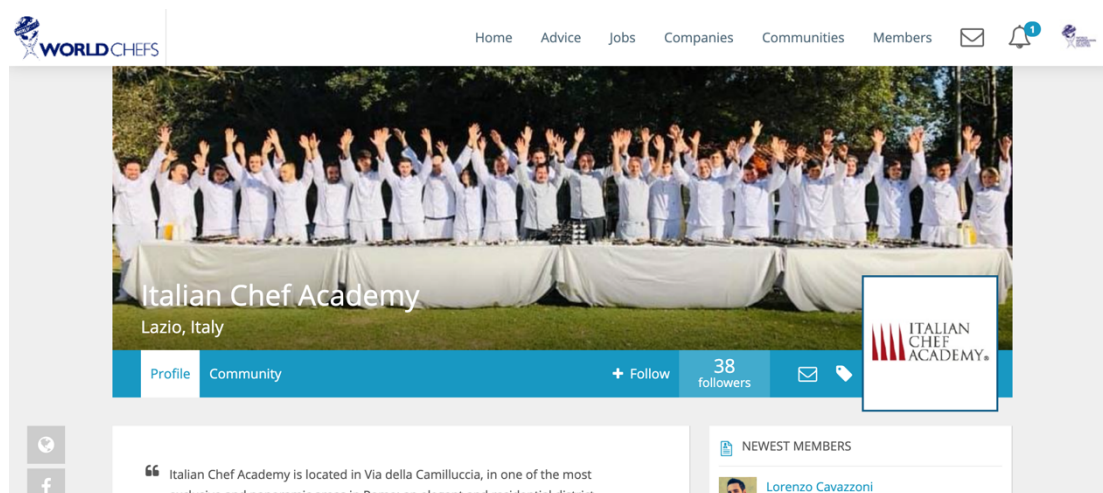 WORLDCHEFS
Home Advice Jobs Companies Communities Members 1
Italian Chef Academy
Lazio, Italy
ITALIAN
CHEF
ACADEMY®
Profile Community + Follow 38 followers
NEWEST MEMBERS
Italian Chef Academy is located in Via della Camilluccia, in one of the most
Lorenzo Cavazzoni